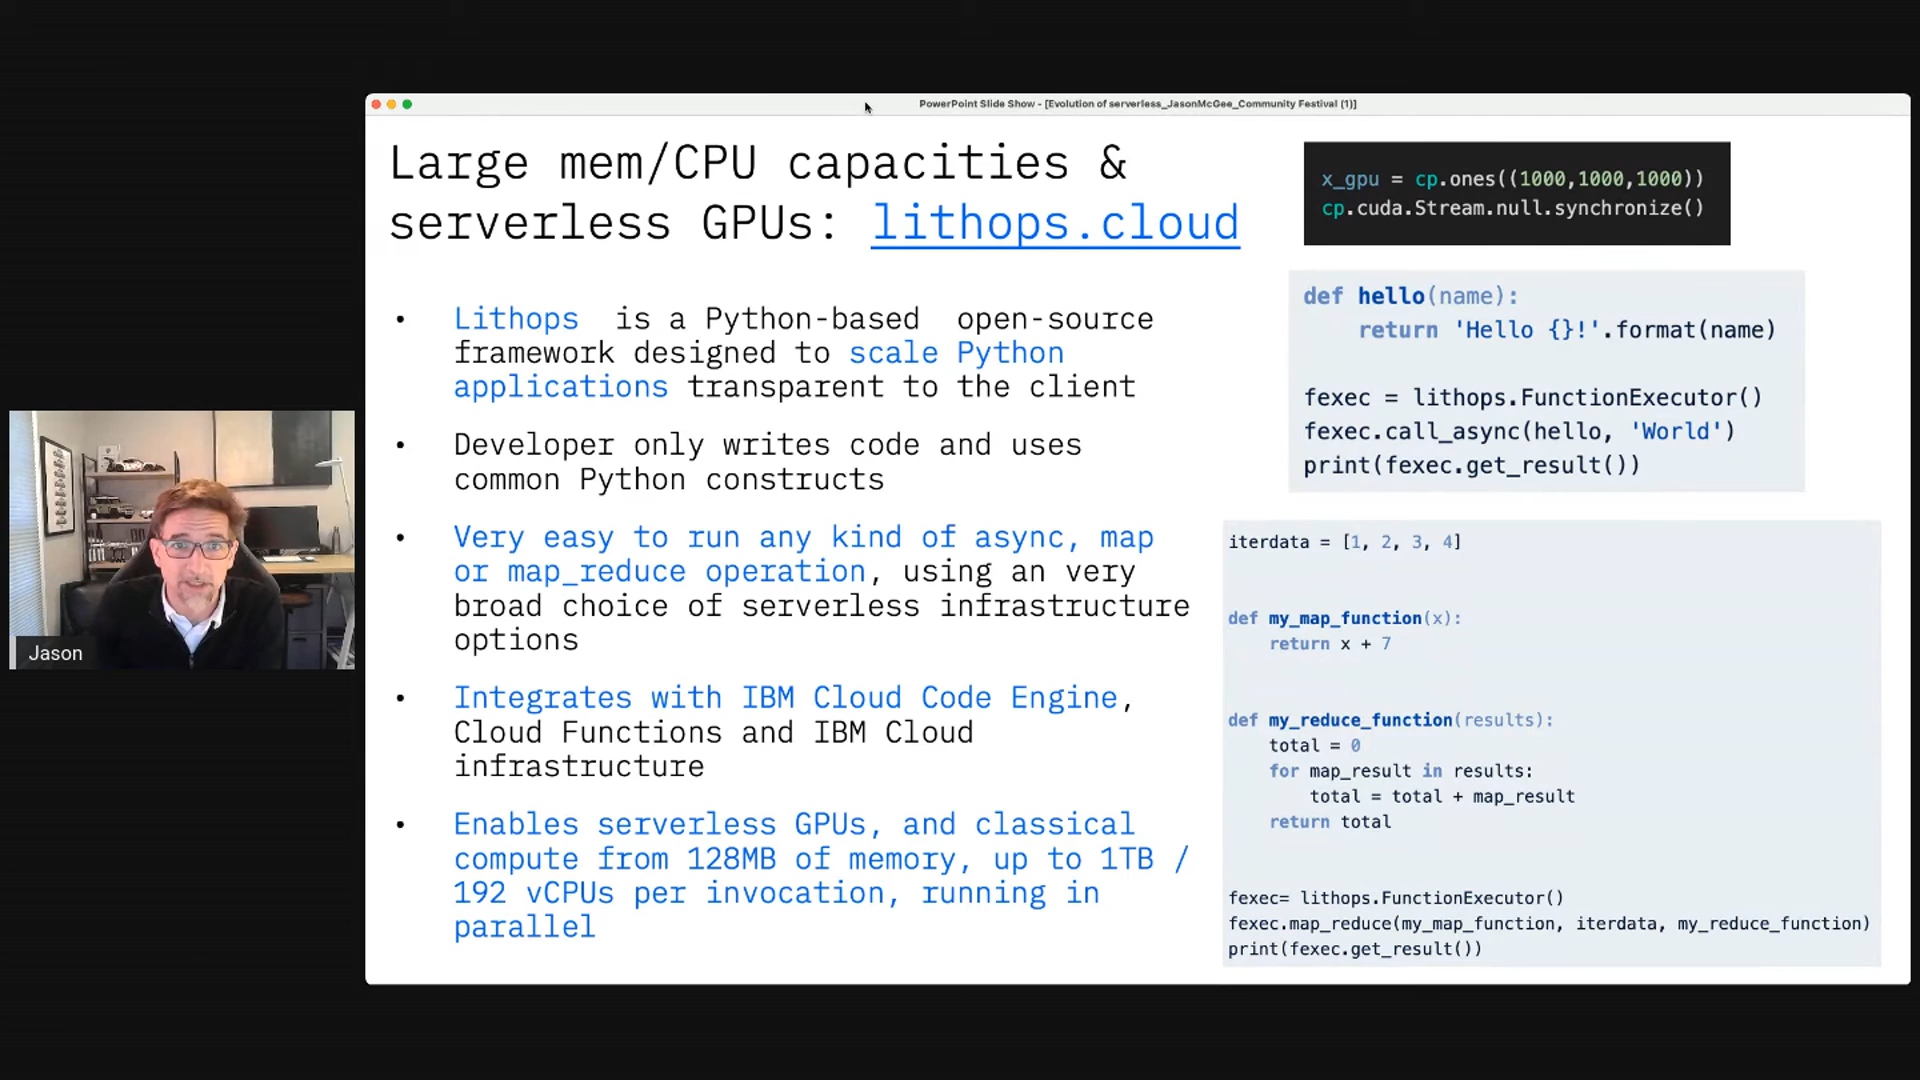 PowerPoint Slide Show - [Evolution of serverless_JasonMcGee_Community Festival (1)]
Large mem/CPU capacities &
serverless GPUs: lithops.cloud
• Lithops is a Python-based open-source
framework designed to scale Python
applications transparent to the client
• Developer only writes code and uses
common Python constructs
• Very easy to run any kind of async, map
or map_reduce operation, using an very
broad choice of serverless infrastructure
options
• Integrates with IBM Cloud Code Engine,
Cloud Functions and IBM Cloud
infrastructure
• Enables serverless GPUs, and classical
compute from 128MB of memory, up to 1TB /
192 vCPUs per invocation, running in
parallel
x_gpu = cp.ones((1000,1000,1000))
cp.cuda.Stream.null.synchronize()
def hello(name):
    return 'Hello {}!'.format(name)
fexec = lithops.FunctionExecutor()
fexec.call_async(hello, 'World')
print(fexec.get_result())
iterdata = [1, 2, 3, 4]
def my_map_function(x):
    return x + 7
def my_reduce_function(results):
    total = 0
    for map_result in results:
        total = total + map_result
    return total
fexec= lithops.FunctionExecutor()
fexec.map_reduce(my_map_function, iterdata, my_reduce_function)
print(fexec.get_result())
Jason